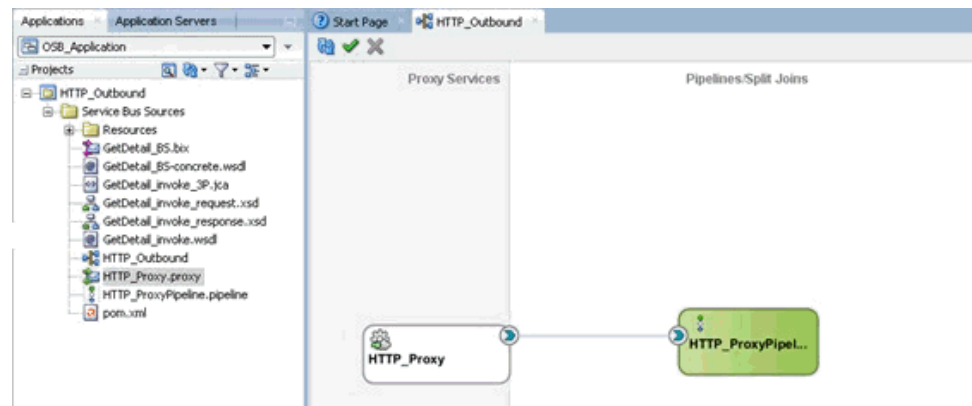 Applications
Application Servers
Start Page
HTTP_Outbound
OSB_Application
Projects
HTTP_Outbound
Service Bus Sources
Resources
GetDetail_BS.bix
GetDetail_BS-concrete.wsdl
GetDetail_invoke_3P.jca
GetDetail_invoke_request.xsd
GetDetail_invoke_response.xsd
GetDetail_invoke.wsdl
HTTP_Outbound
HTTP_Proxy.proxy
HTTP_ProxyPipeline.pipeline
pom.xml
Proxy Services
Pipelines/Split Joins
HTTP_Proxy
HTTP_ProxyPipel...